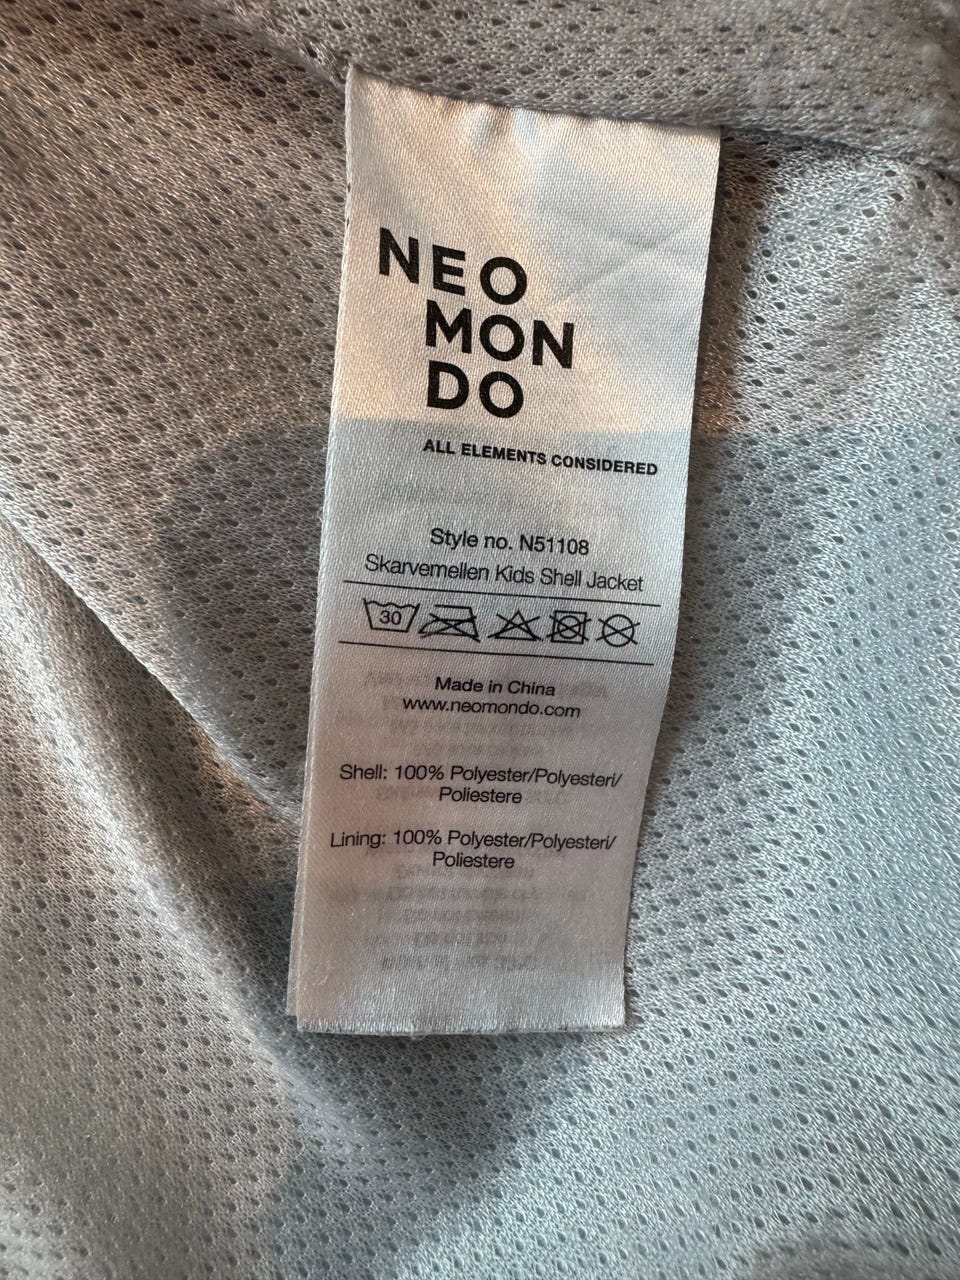 NEO
MON
DO
ALL ELEMENTS CONSIDERED
Style no. N51108
Skarvemellen Kids Shell Jacket
30
Made in China
www.neomondo.com
Shell: 100% Polyester/Polyesteri/
Poliestere
Lining: 100% Polyester/Polyesteri/
Poliestere